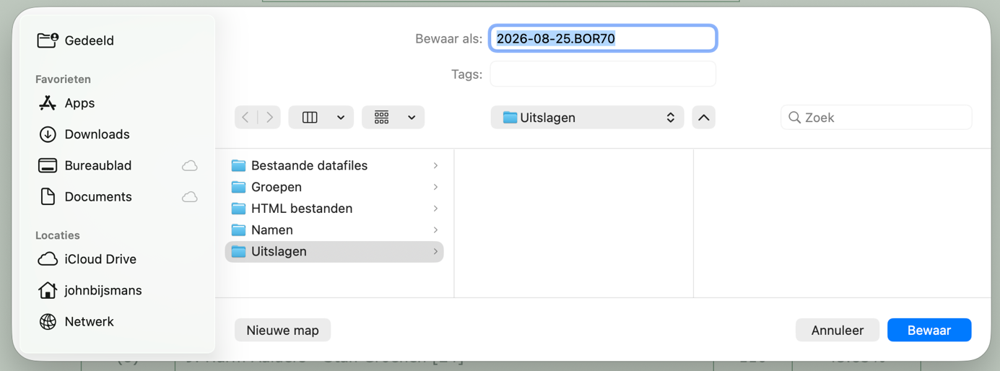 Gedeeld
Favorieten
Apps
Downloads
Bureaublad
Documents
Locaties
iCloud Drive
johnbijsmans
Netwerk
Bewaar als: 2026-08-25.BOR70
Tags:
Uitslagen
Zoek
Bestaande datafiles
Groepen
HTML bestanden
Namen
Uitslagen
Nieuwe map
Annuleer
Bewaar